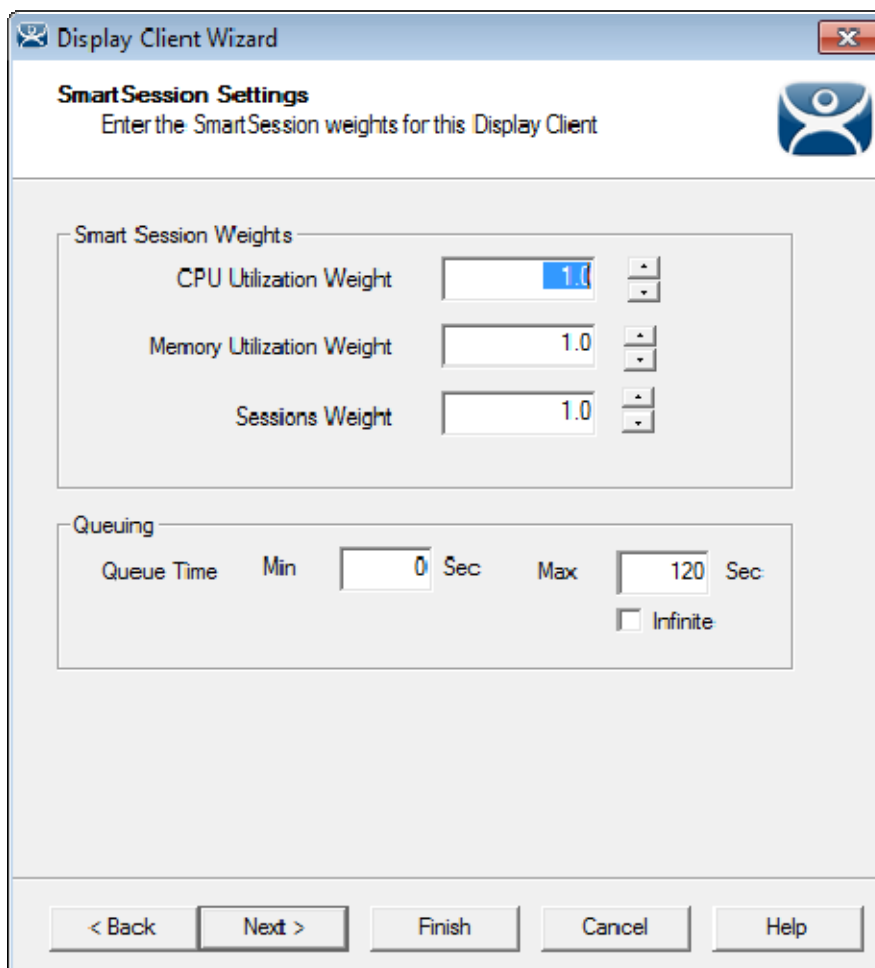 Display Client Wizard
SmartSession Settings
Enter the SmartSession weights for this Display Client
Smart Session Weights
CPU Utilization Weight 1.0
Memory Utilization Weight 1.0
Sessions Weight 1.0
Queuing
Queue Time Min 0 Sec Max 120 Sec
Infinite
< Back Next > Finish Cancel Help